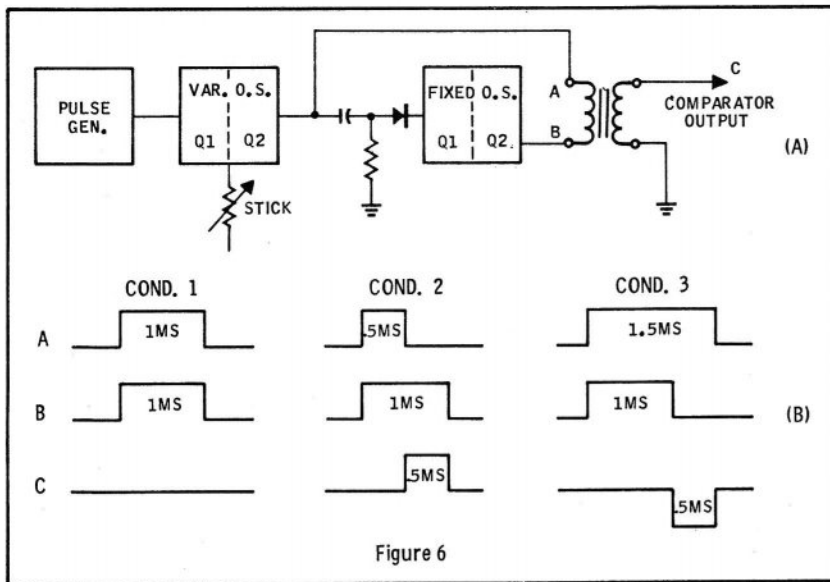 PULSE GEN.
VAR. O.S.
Q1 Q2
STICK
FIXED O.S.
Q1 Q2
A
B
C
COMPARATOR OUTPUT
(A)
COND. 1 COND. 2 COND. 3
A 1MS .5MS 1.5MS
B 1MS 1MS 1MS (B)
C .5MS .5MS
Figure 6